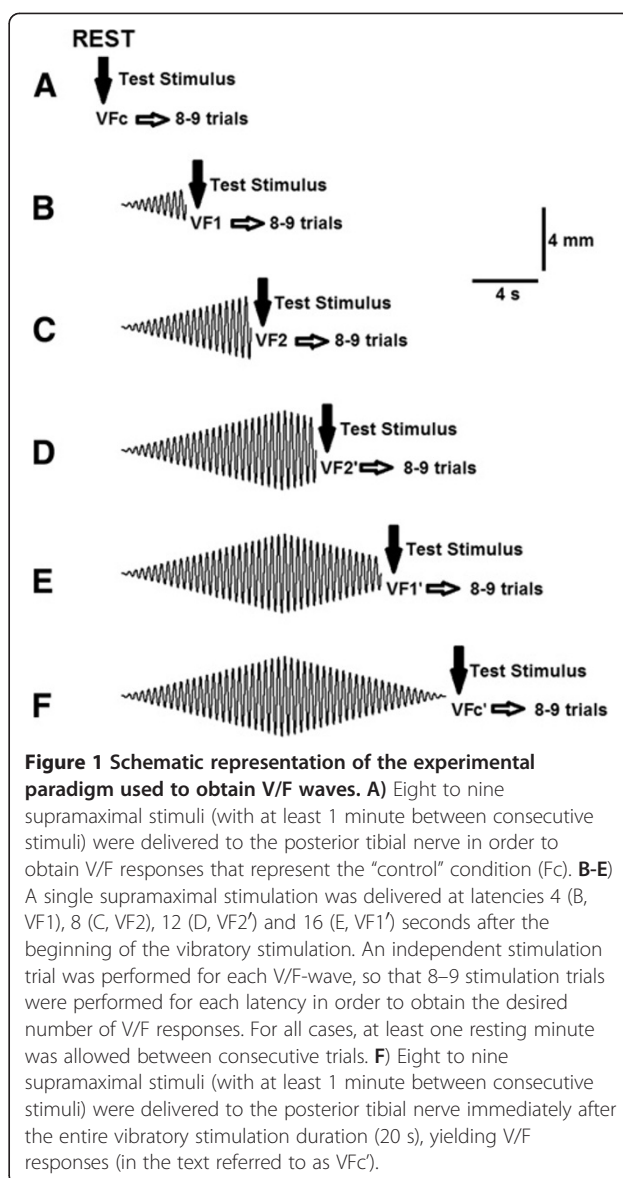 REST
A
Test Stimulus
VFc ⇨ 8-9 trials
B
Test Stimulus
VF1 ⇨ 8-9 trials
4 mm
4 s
C
Test Stimulus
VF2 ⇨ 8-9 trials
D
Test Stimulus
VF2' ⇨ 8-9 trials
E
Test Stimulus
VF1' ⇨ 8-9 trials
F
Test Stimulus
VFc' ⇨ 8-9 trials
Figure 1 Schematic representation of the experimental
paradigm used to obtain V/F waves. A) Eight to nine
supramaximal stimuli (with at least 1 minute between consecutive
stimuli) were delivered to the posterior tibial nerve in order to
obtain V/F responses that represent the “control” condition (Fc). B-E)
A single supramaximal stimulation was delivered at latencies 4 (B,
VF1), 8 (C, VF2), 12 (D, VF2′) and 16 (E, VF1′) seconds after the
beginning of the vibratory stimulation. An independent stimulation
trial was performed for each V/F-wave, so that 8–9 stimulation trials
were performed for each latency in order to obtain the desired
number of V/F responses. For all cases, at least one resting minute
was allowed between consecutive trials. F) Eight to nine
supramaximal stimuli (with at least 1 minute between consecutive
stimuli) were delivered to the posterior tibial nerve immediately after
the entire vibratory stimulation duration (20 s), yielding V/F
responses (in the text referred to as VFc’).